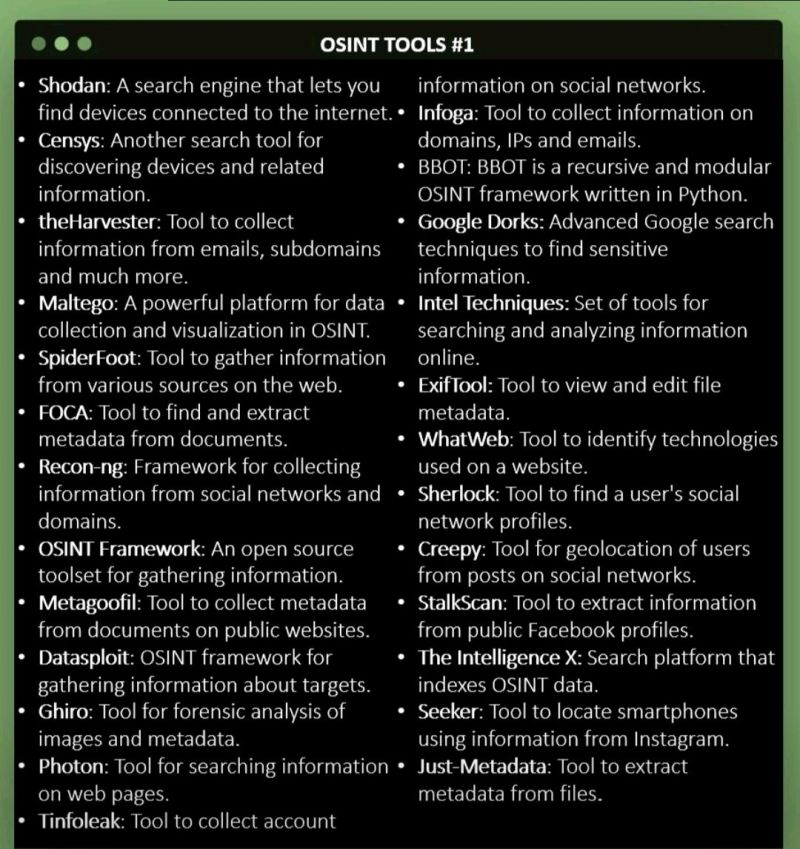 OSINT TOOLS #1
• Shodan: A search engine that lets you
find devices connected to the internet.
• Censys: Another search tool for
discovering devices and related
information.
• theHarvester: Tool to collect
information from emails, subdomains
and much more.
• Maltego: A powerful platform for data
collection and visualization in OSINT.
• SpiderFoot: Tool to gather information
from various sources on the web.
• FOCA: Tool to find and extract
metadata from documents.
• Recon-ng: Framework for collecting
information from social networks and
domains.
• OSINT Framework: An open source
toolset for gathering information.
• Metagoofil: Tool to collect metadata
from documents on public websites.
• Datasploit: OSINT framework for
gathering information about targets.
• Ghiro: Tool for forensic analysis of
images and metadata.
• Photon: Tool for searching information
on web pages.
• Tinfoleak: Tool to collect account
information on social networks.
• Infoga: Tool to collect information on
domains, IPs and emails.
• BBOT: BBOT is a recursive and modular
OSINT framework written in Python.
• Google Dorks: Advanced Google search
techniques to find sensitive
information.
• Intel Techniques: Set of tools for
searching and analyzing information
online.
• ExifTool: Tool to view and edit file
metadata.
• WhatWeb: Tool to identify technologies
used on a website.
• Sherlock: Tool to find a user's social
network profiles.
• Creepy: Tool for geolocation of users
from posts on social networks.
• StalkScan: Tool to extract information
from public Facebook profiles.
• The Intelligence X: Search platform that
indexes OSINT data.
• Seeker: Tool to locate smartphones
using information from Instagram.
• Just-Metadata: Tool to extract
metadata from files.